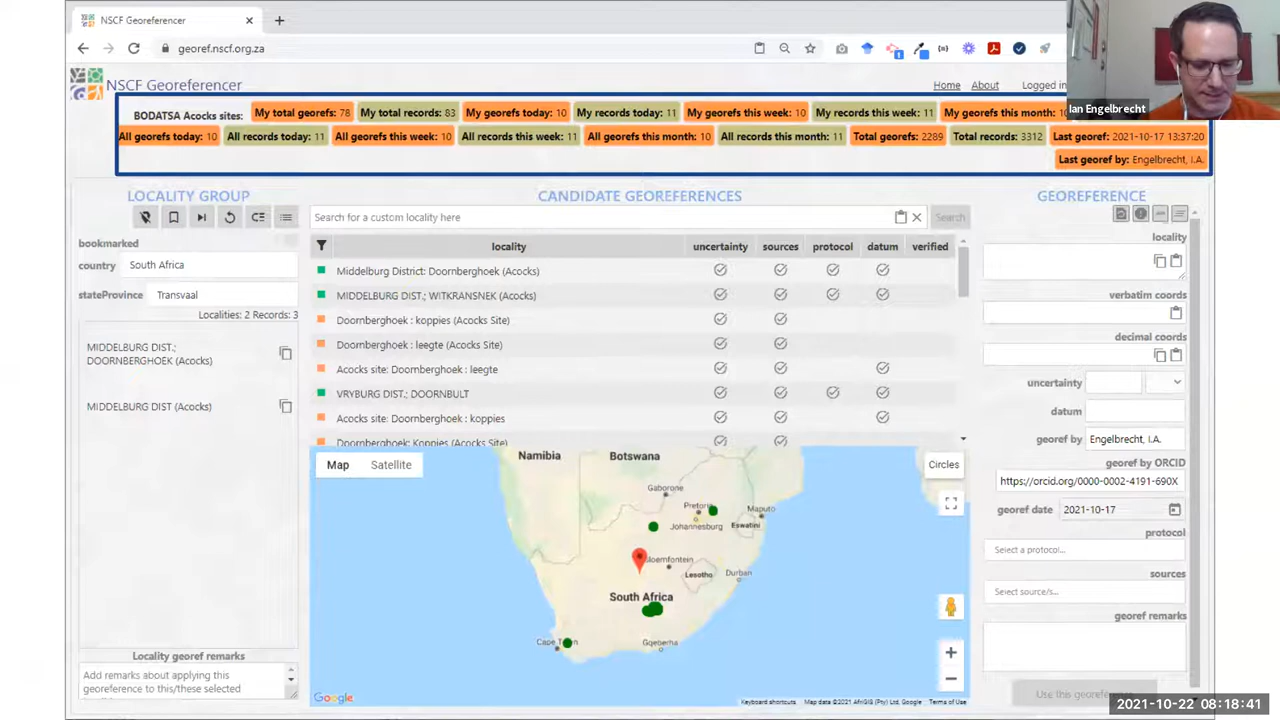 NSCF Georeferencer
georef.nscf.org.za
NSCF Georeferencer
Home About Logged in
Ian Engelbrecht
BODATSA Acocks sites: My total georefs: 78 My total records: 83 My georefs today: 10 My records today: 11 My georefs this week: 10 My records this week: 11 My georefs this month: 10
All georefs today: 10 All records today: 11 All georefs this week: 10 All records this week: 11 All georefs this month: 10 All records this month: 11 Total georefs: 2289 Total records: 3312 Last georef: 2021-10-17 13:37:20
Last georef by: Engelbrecht, I.A.
LOCALITY GROUP
bookmarked
country South Africa
stateProvince Transvaal
Localities: 2 Records: 3
MIDDELBURG DIST.;
DOORNBERGHOEK (Acocks)
MIDDELBURG DIST (Acocks)
Locality georef remarks
Add remarks about applying this
georeference to this/these selected
CANDIDATE GEOREFERENCES
Search for a custom locality here
Search
locality uncertainty sources protocol datum verified
Middelburg District: Doornberghoek (Acocks)
MIDDELBURG DIST.; WITKRANSNEK (Acocks)
Doornberghoek : koppies (Acocks Site)
Doornberghoek : leegte (Acocks Site)
Acocks site: Doornberghoek : leegte
VRYBURG DIST.; DOORNBULT
Acocks site: Doornberghoek : koppies
Doornberghoek: Koppies (Acocks Site)
Map Satellite
Circles
Namibia
Botswana
Gaborone
Pretoria
Maputo
Johannesburg
Eswatini
Bloemfontein
Lesotho
Durban
South Africa
Cape Town
Gqeberha
Google
Keyboard shortcuts Map data ©2021 AfriGIS (Pty) Ltd, Google Terms of Use
GEOREFERENCE
locality
verbatim coords
decimal coords
uncertainty
datum
georef by Engelbrecht, I.A.
georef by ORCID
https://orcid.org/0000-0002-4191-690X
georef date 2021-10-17
protocol
Select a protocol...
sources
Select source/s...
georef remarks
Use this georeference
2021-10-22 08:18:41